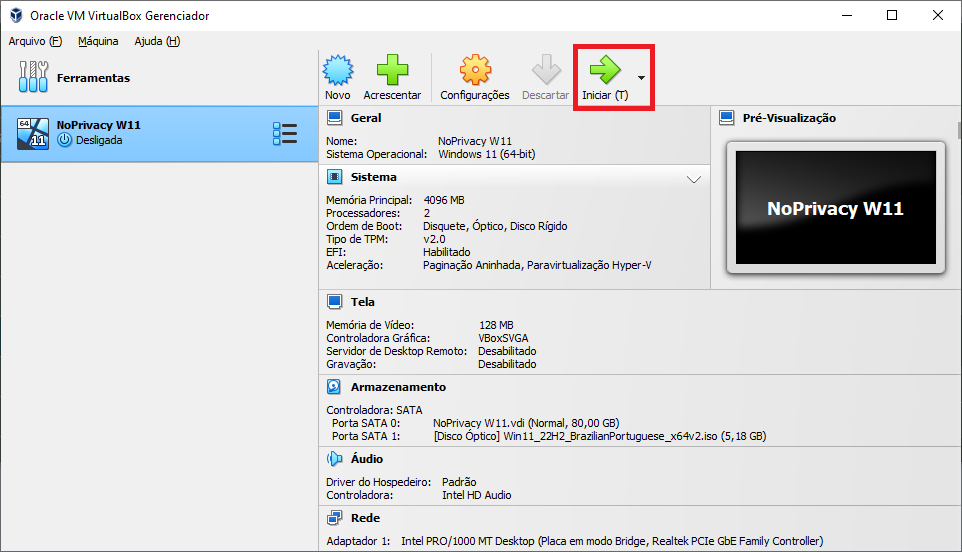 Oracle VM VirtualBox Gerenciador
Arquivo (F) Máquina Ajuda (H)
Ferramentas
Novo Acrescentar Configurações Descartar Iniciar (T)
64
11
NoPrivacy W11
Desligada
Geral
Nome: NoPrivacy W11
Sistema Operacional: Windows 11 (64-bit)
Sistema
Memória Principal: 4096 MB
Processadores: 2
Ordem de Boot: Disquete, Óptico, Disco Rígido
Tipo de TPM: v2.0
EFI: Habilitado
Aceleração: Paginação Aninhada, Paravirtualização Hyper-V
Pré-Visualização
NoPrivacy W11
Tela
Memória de Vídeo: 128 MB
Controladora Gráfica: VBoxSVGA
Servidor de Desktop Remoto: Desabilitado
Gravação: Desabilitado
Armazenamento
Controladora: SATA
Porta SATA 0: NoPrivacy W11.vdi (Normal, 80,00 GB)
Porta SATA 1: [Disco Óptico] Win11_22H2_BrazilianPortuguese_x64v2.iso (5,18 GB)
Áudio
Driver do Hospedeiro: Padrão
Controladora: Intel HD Audio
Rede
Adaptador 1: Intel PRO/1000 MT Desktop (Placa em modo Bridge, Realtek PCIe GbE Family Controller)